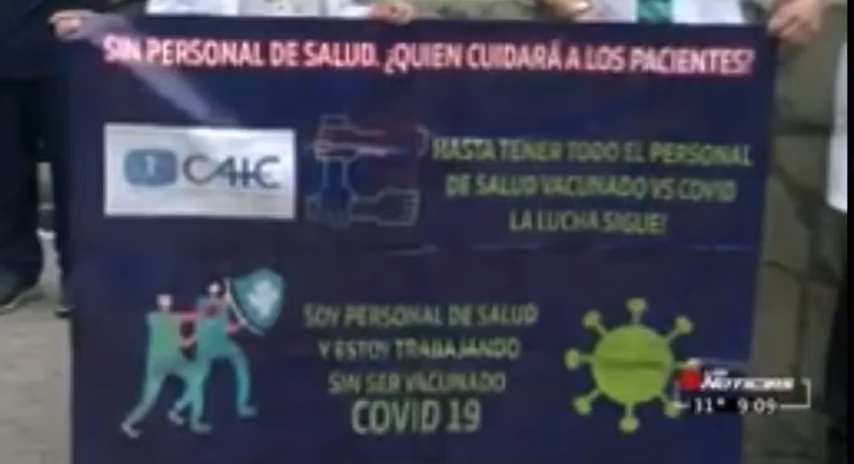 SIN PERSONAL DE SALUD. ¿QUIEN CUIDARÁ A LOS PACIENTES?
CAIC
HASTA TENER TODO EL PERSONAL
DE SALUD VACUNADO VS COVID
LA LUCHA SIGUE!
SOY PERSONAL DE SALUD
Y ESTOY TRABAJANDO
SIN SER VACUNADO
COVID 19
NOTICIAS
11° 9:09